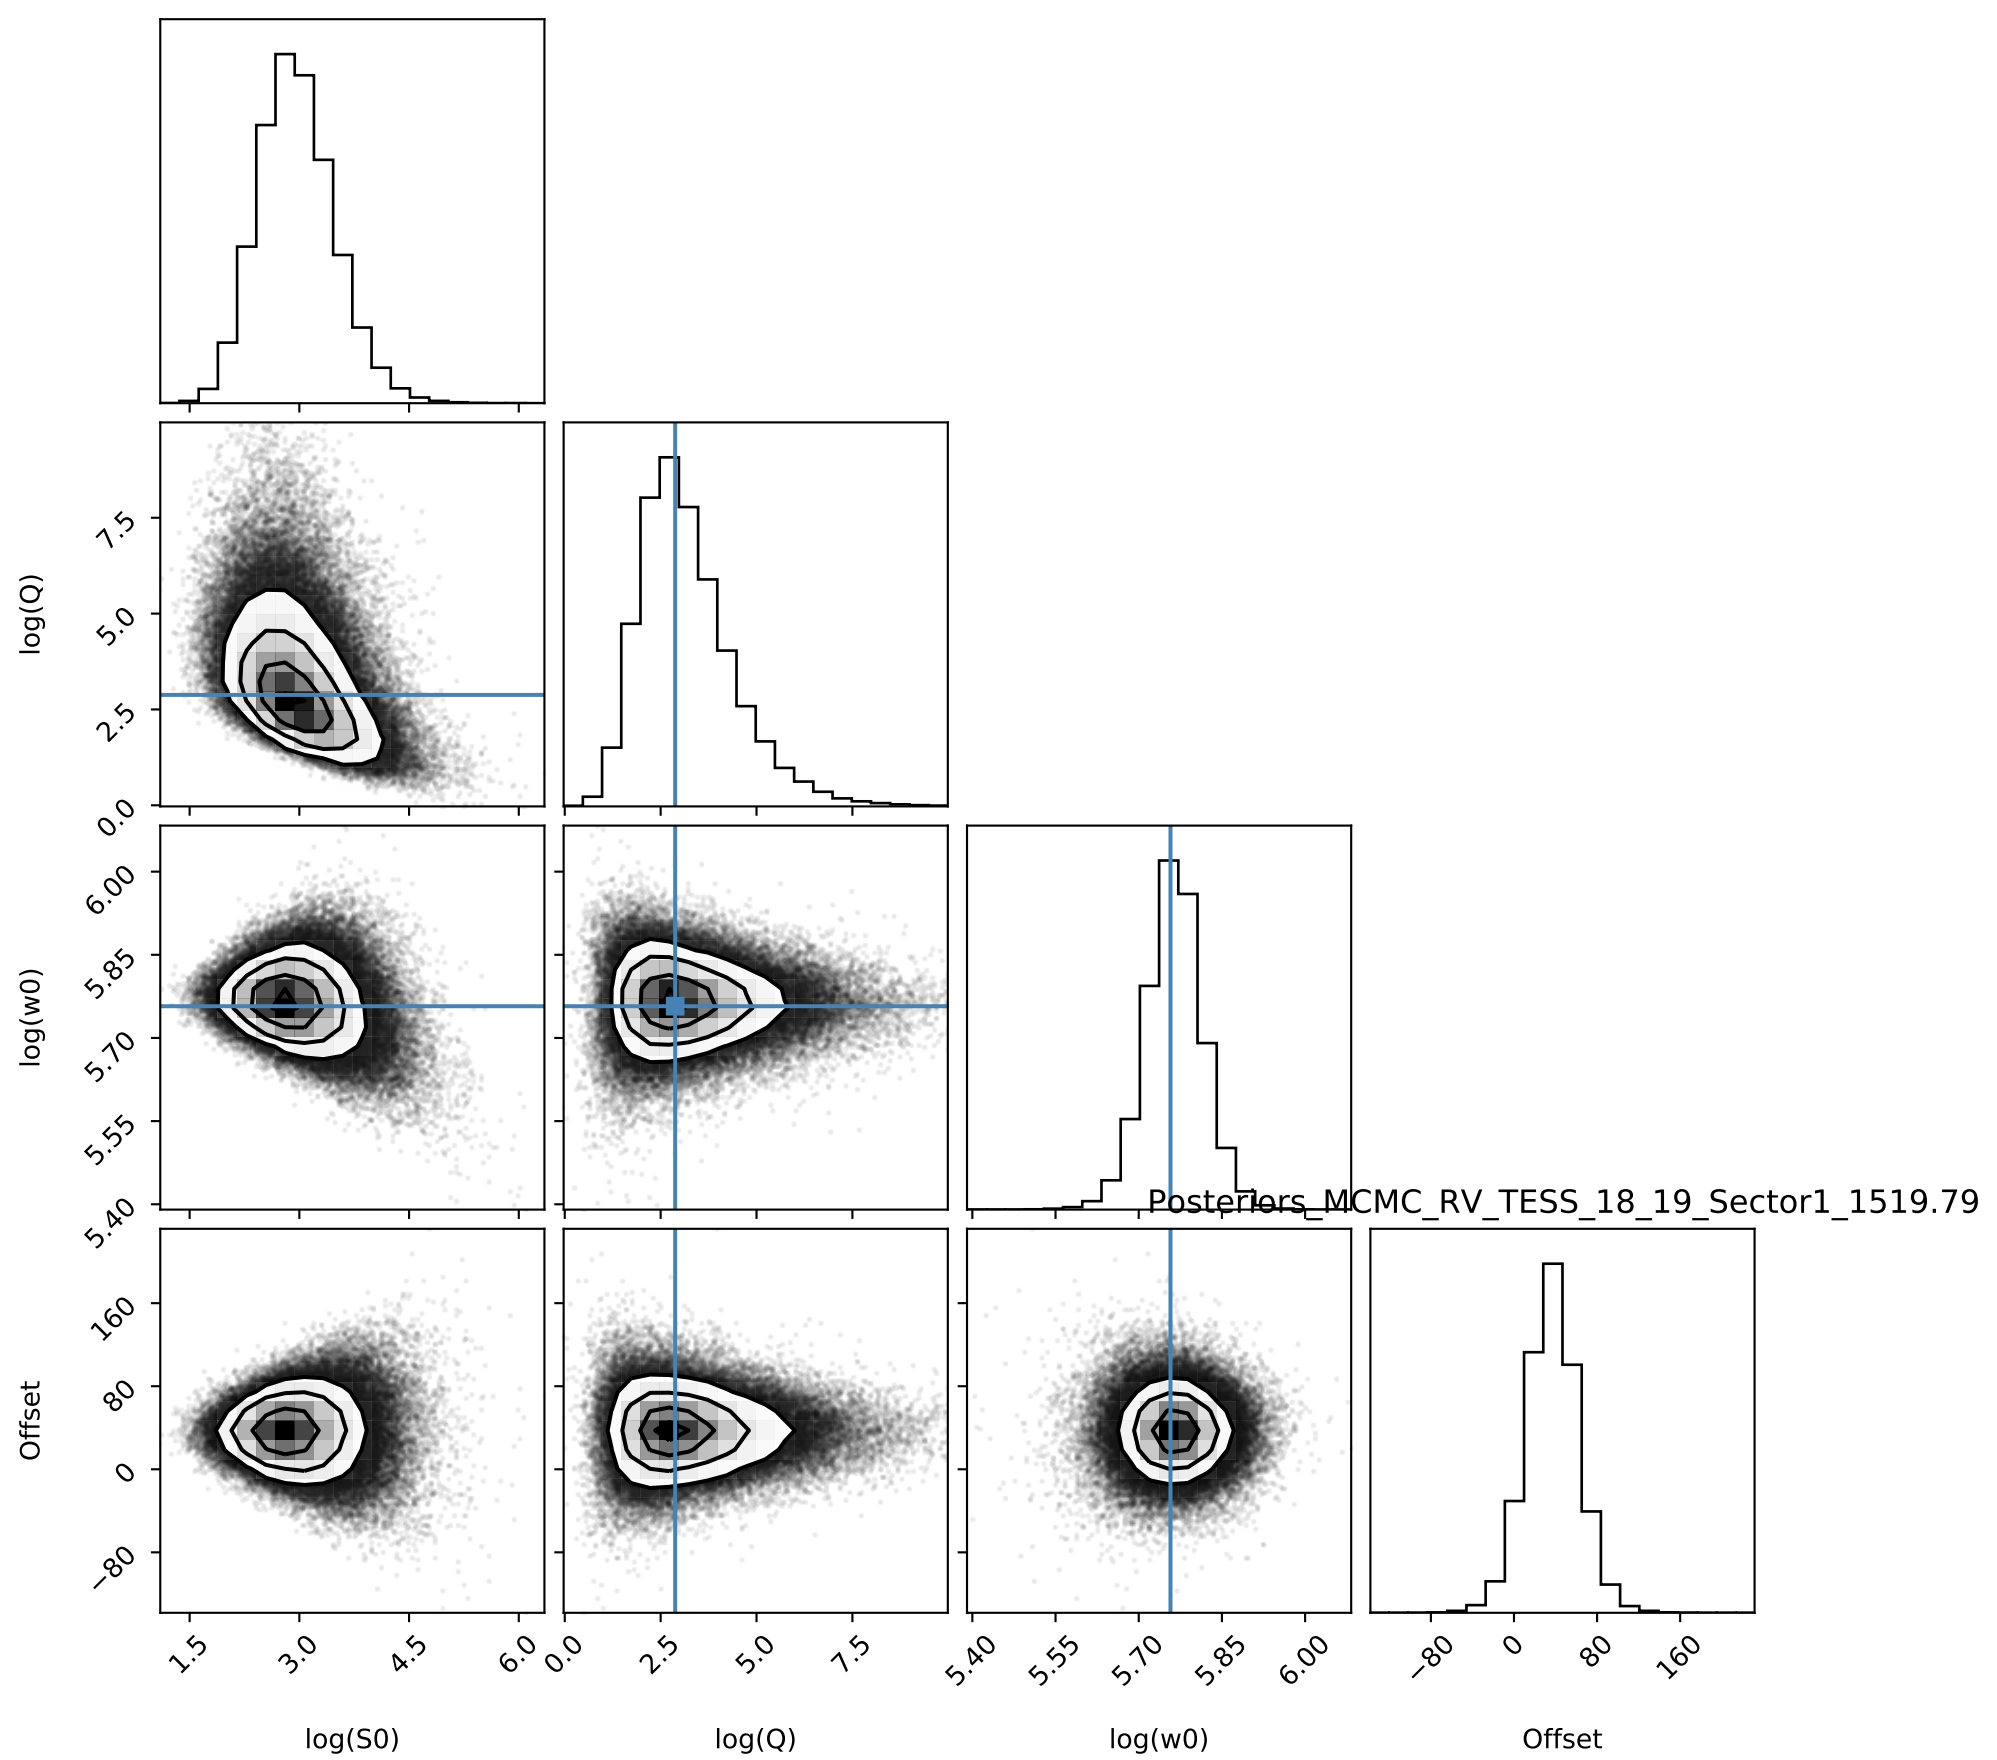 log(Q)
7.5
5.0
2.5
0.0
log(w0)
6.00
5.85
5.70
5.55
5.40
Posteriors_MCMC_RV_TESS_18_19_Sector1_1519.79
Offset
160
80
0
−80
1.5 3.0 4.5 6.0 0.0 2.5 5.0 7.5 5.40 5.55 5.70 5.85 6.00 −80 0 80 160
log(S0) log(Q) log(w0) Offset